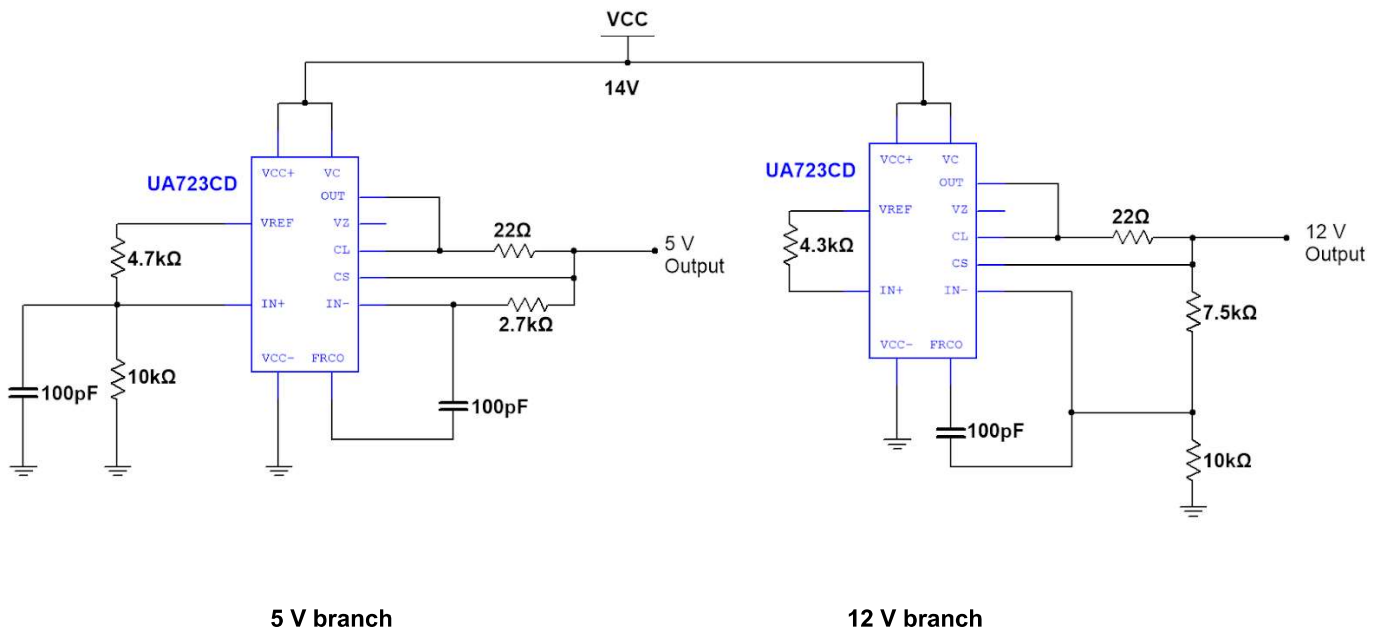 VCC
14V
UA723CD
VCC+ VC
OUT
VREF
VZ
CL
CS
IN+
IN-
VCC- FRCO
4.7kΩ
10kΩ
100pF
22Ω
2.7kΩ
100pF
5 V
Output
UA723CD
VCC+ VC
OUT
VREF
VZ
CL
CS
IN+
IN-
VCC- FRCO
4.3kΩ
100pF
22Ω
7.5kΩ
10kΩ
12 V
Output
5 V branch
12 V branch